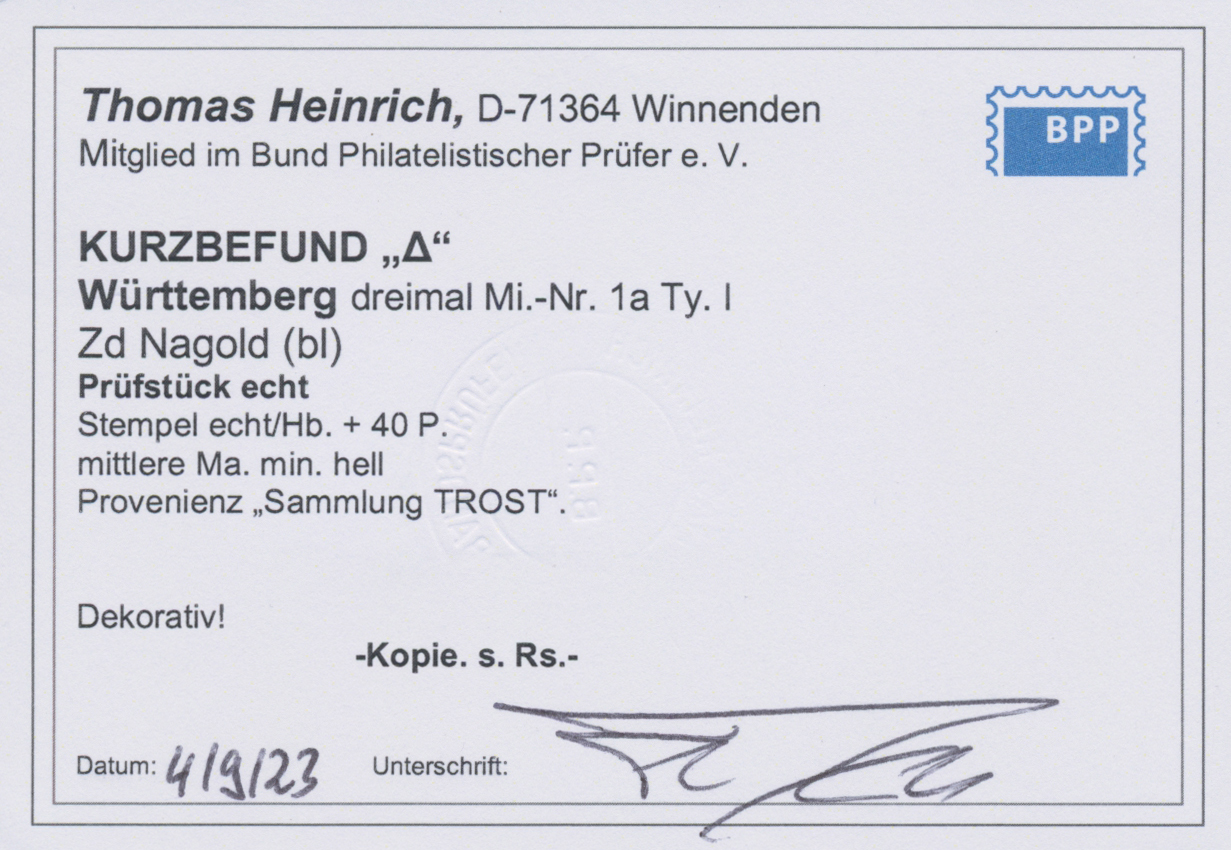 Thomas Heinrich, D-71364 Winnenden
BPP
Mitglied im Bund Philatelistischer Prüfer e. V.
KURZBEFUND „Δ“
Württemberg dreimal Mi.-Nr. 1a Ty. I
Zd Nagold (bl)
Prüfstück echt
Stempel echt/Hb. + 40 P.
mittlere Ma. min. hell
Provenienz „Sammlung TROST“.
B.P.P.
Dekorativ!
-Kopie. s. Rs.-
Datum: 4/9/23 Unterschrift: